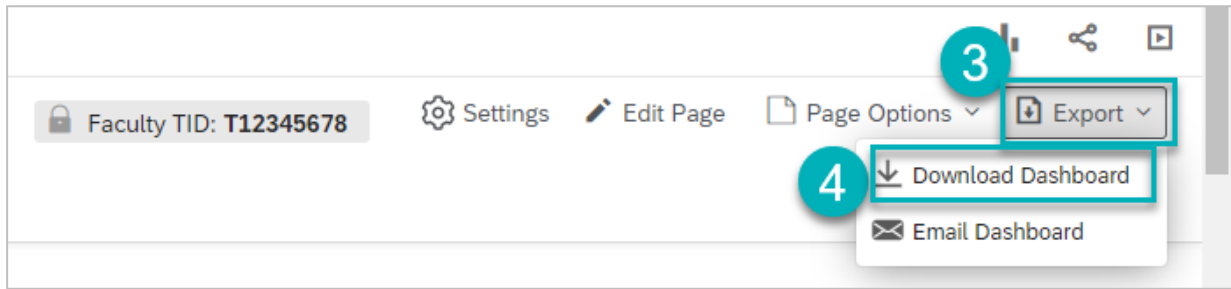 3
Faculty TID: T12345678 Settings Edit Page Page Options Export
4 Download Dashboard
Email Dashboard